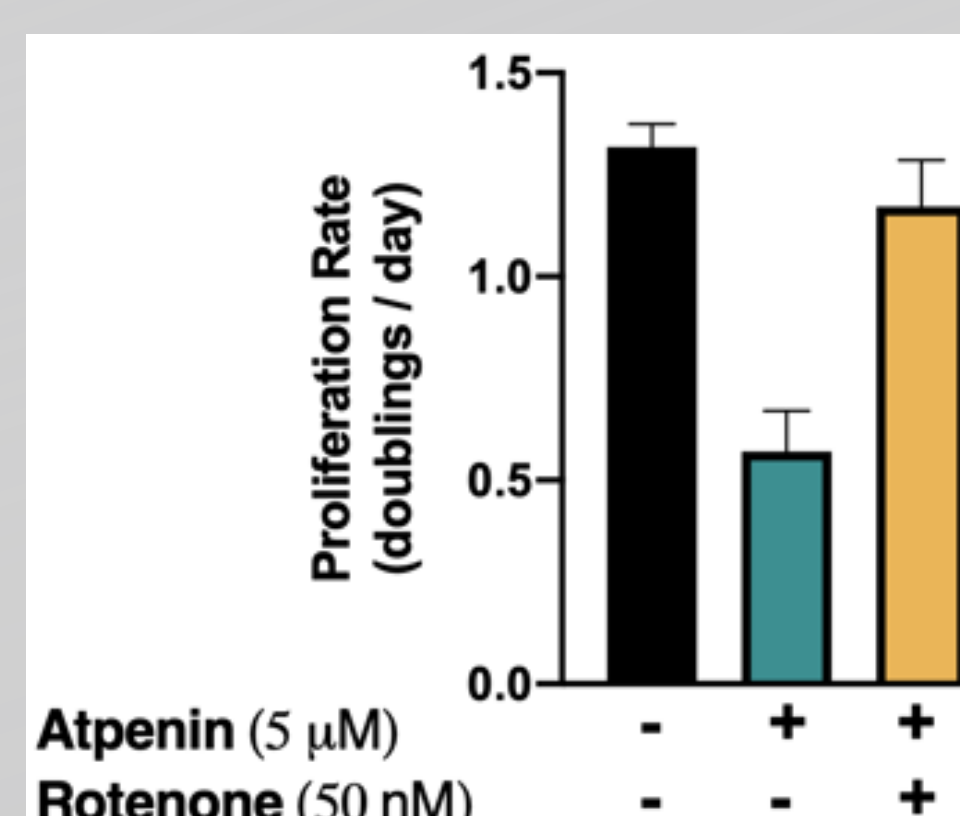 Proliferation Rate
(doublings / day)
1.5
1.0
0.5
0.0
Atpenin (5 μM) - + +
Rotenone (50 nM) - - +